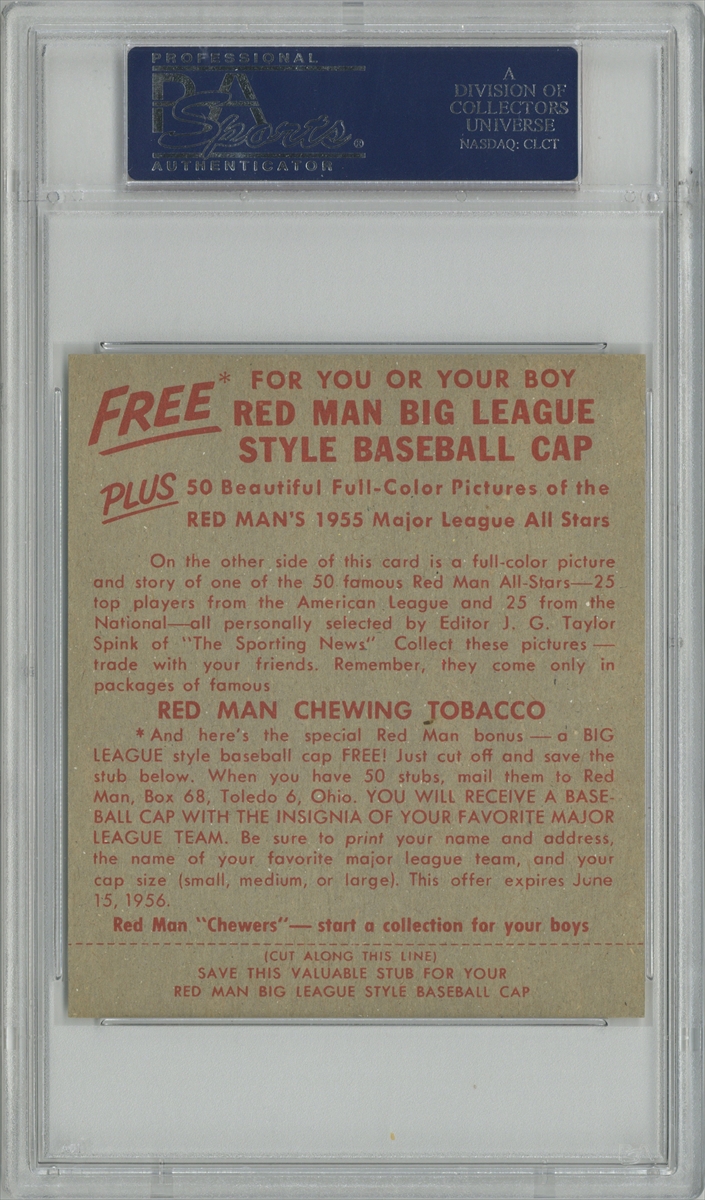 PROFESSIONAL
PSA
Sports®
AUTHENTICATOR
A
DIVISION OF
COLLECTORS
UNIVERSE
NASDAQ: CLCT
FREE* FOR YOU OR YOUR BOY
RED MAN BIG LEAGUE
STYLE BASEBALL CAP
PLUS 50 Beautiful Full-Color Pictures of the
RED MAN'S 1955 Major League All Stars
On the other side of this card is a full-color picture
and story of one of the 50 famous Red Man All-Stars—25
top players from the American League and 25 from the
National—all personally selected by Editor J. G. Taylor
Spink of "The Sporting News". Collect these pictures —
trade with your friends. Remember, they come only in
packages of famous
RED MAN CHEWING TOBACCO
*And here's the special Red Man bonus — a BIG
LEAGUE style baseball cap FREE! Just cut off and save the
stub below. When you have 50 stubs, mail them to Red
Man, Box 68, Toledo 6, Ohio. YOU WILL RECEIVE A BASE-
BALL CAP WITH THE INSIGNIA OF YOUR FAVORITE MAJOR
LEAGUE TEAM. Be sure to print your name and address,
the name of your favorite major league team, and your
cap size (small, medium, or large). This offer expires June
15, 1956.
Red Man "Chewers"— start a collection for your boys
(CUT ALONG THIS LINE)
SAVE THIS VALUABLE STUB FOR YOUR
RED MAN BIG LEAGUE STYLE BASEBALL CAP